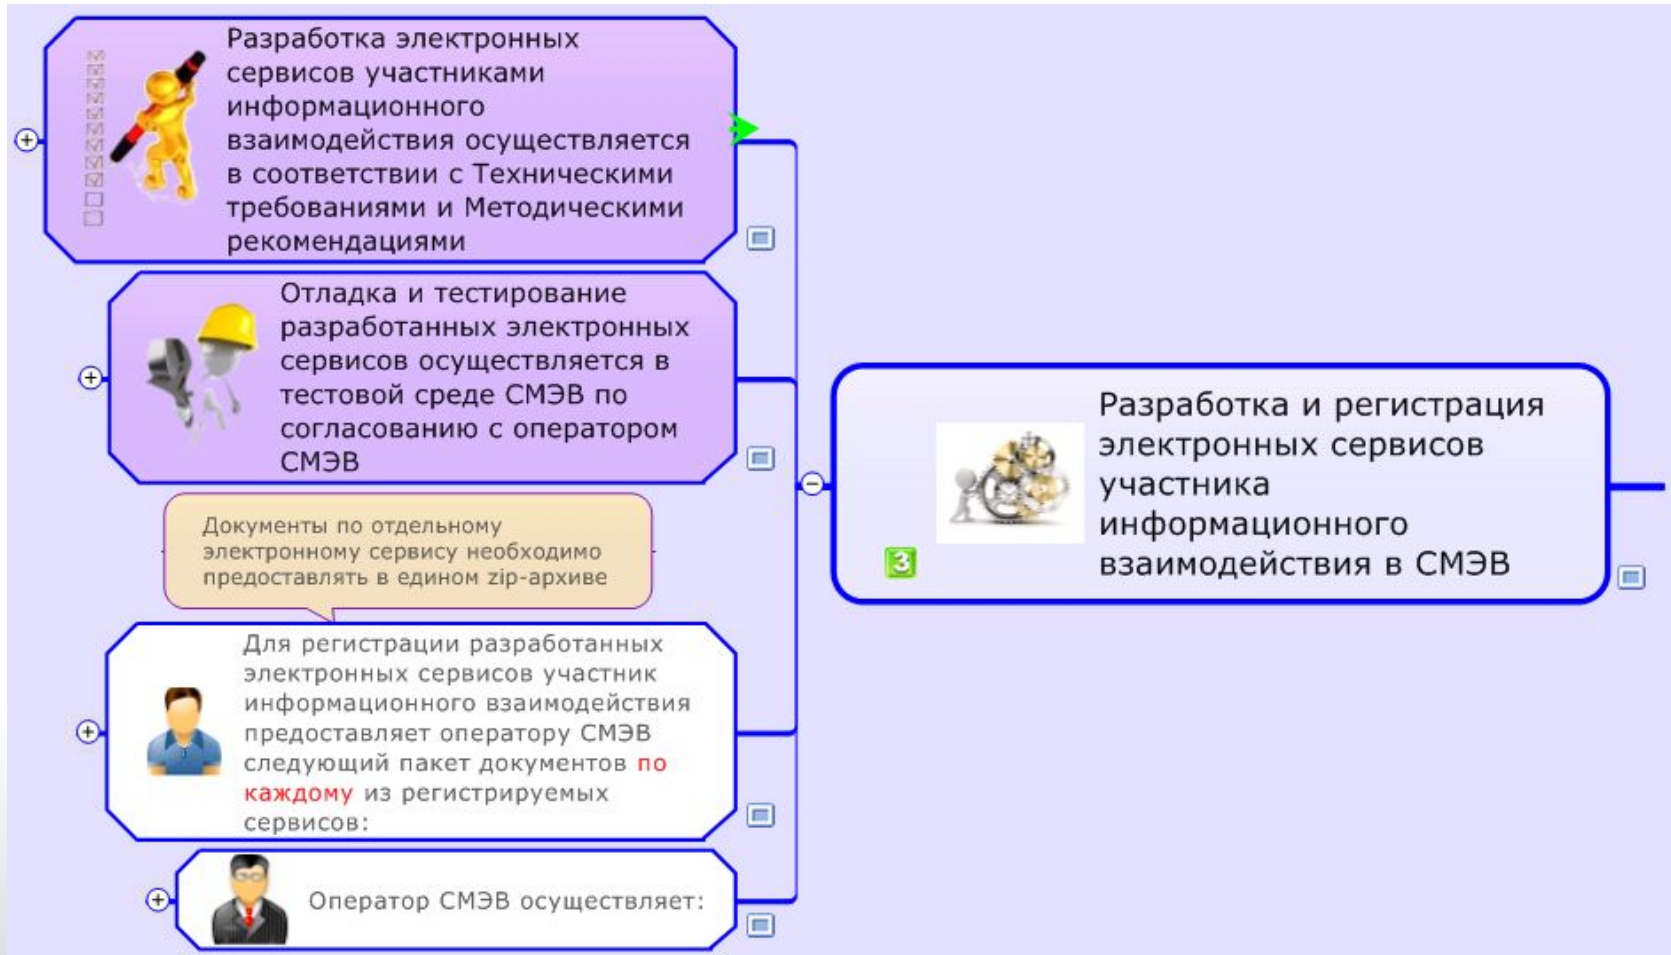 Разработка электронных
сервисов участниками
информационного
взаимодействия осуществляется
в соответствии с Техническими
требованиями и Методическими
рекомендациями
Отладка и тестирование
разработанных электронных
сервисов осуществляется в
тестовой среде СМЭВ по
согласованию с оператором
СМЭВ
Документы по отдельному
электронному сервису необходимо
предоставлять в едином zip-архиве
Для регистрации разработанных
электронных сервисов участник
информационного взаимодействия
предоставляет оператору СМЭВ
следующий пакет документов по
каждому из регистрируемых
сервисов:
Оператор СМЭВ осуществляет:
3
Разработка и регистрация
электронных сервисов
участника
информационного
взаимодействия в СМЭВ